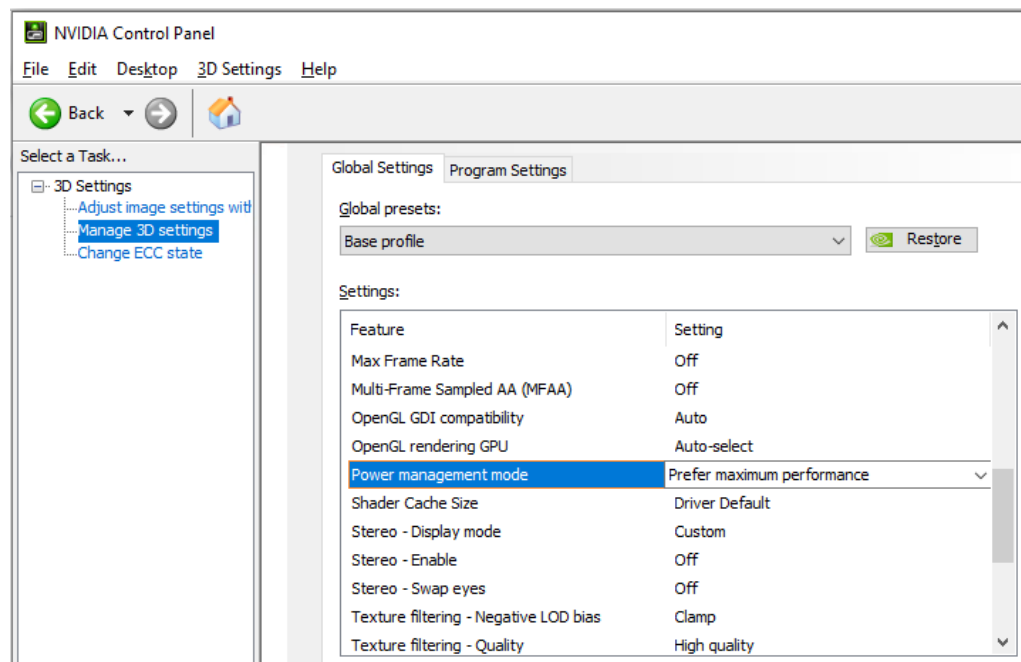 NVIDIA Control Panel
File Edit Desktop 3D Settings Help
Back
Select a Task...
3D Settings
Adjust image settings with
Manage 3D settings
Change ECC state
Global Settings Program Settings
Global presets:
Base profile Restore
Settings:
Feature Setting
Max Frame Rate Off
Multi-Frame Sampled AA (MFAA) Off
OpenGL GDI compatibility Auto
OpenGL rendering GPU Auto-select
Power management mode Prefer maximum performance
Shader Cache Size Driver Default
Stereo - Display mode Custom
Stereo - Enable Off
Stereo - Swap eyes Off
Texture filtering - Negative LOD bias Clamp
Texture filtering - Quality High quality